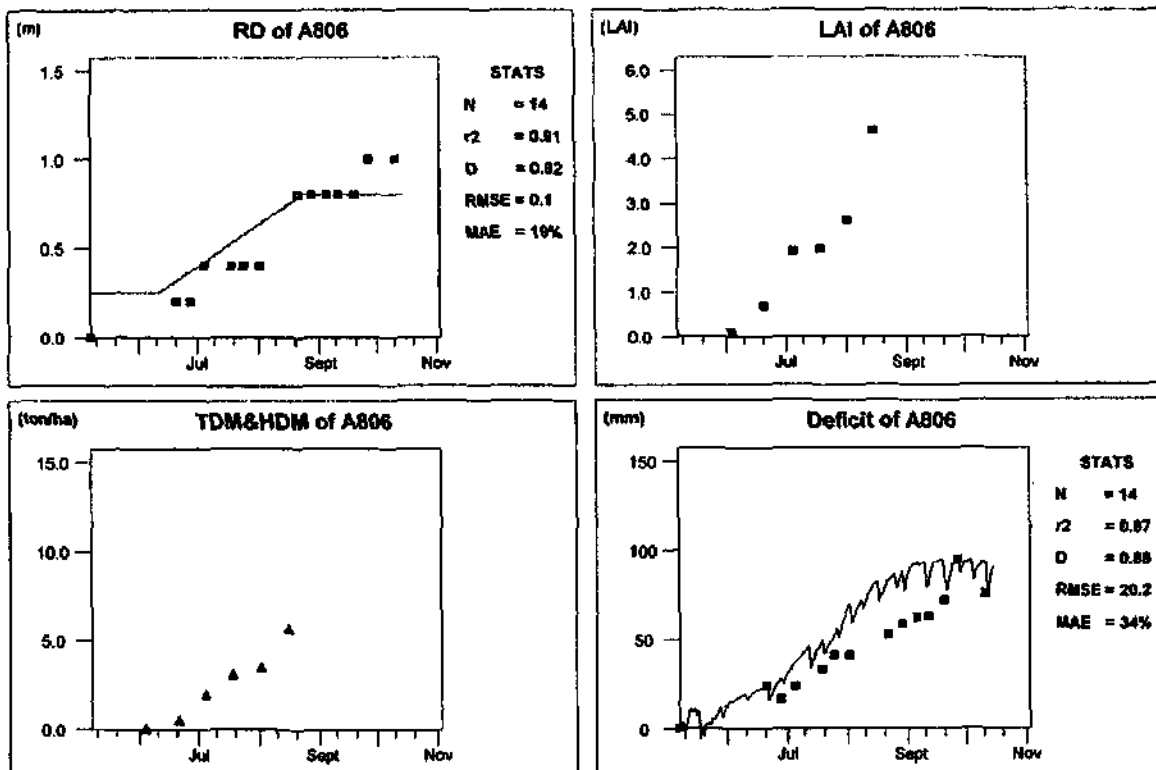 (m) RD of A806
1.5
1.0
0.5
0.0
Jul Sept Nov
STATS
N = 14
r2 = 0.91
D = 0.82
RMSE = 0.1
MAE = 19%
(LAI) LAI of A806
6.0
5.0
4.0
3.0
2.0
1.0
0.0
Jul Sept Nov
(ton/ha) TDM&HDM of A806
15.0
10.0
5.0
0.0
Jul Sept Nov
(mm) Deficit of A806
150
100
50
0
Jul Sept Nov
STATS
N = 14
r2 = 0.87
D = 0.88
RMSE = 20.2
MAE = 34%